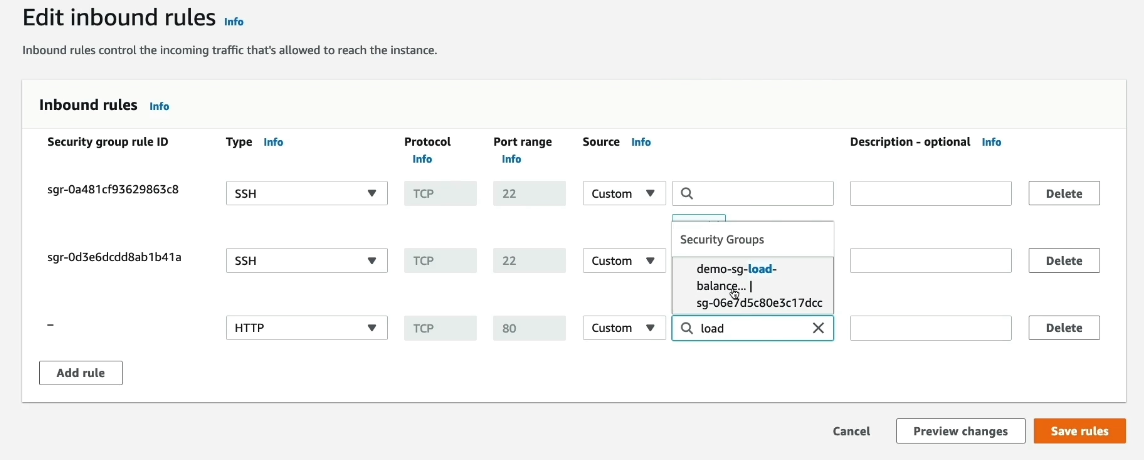 Edit inbound rules Info
Inbound rules control the incoming traffic that's allowed to reach the instance.
Inbound rules Info
Security group rule ID Type Info Protocol Info Port range Info Source Info Description - optional Info
sgr-0a481cf93629863c8 SSH TCP 22 Custom Delete
Security Groups
sgr-0d3e6dcdd8ab1b41a SSH TCP 22 Custom Delete
demo-sg-load-
balance... |
sg-06e7d5c80e3c17dcc
– HTTP TCP 80 Custom load Delete
Add rule
Cancel Preview changes Save rules